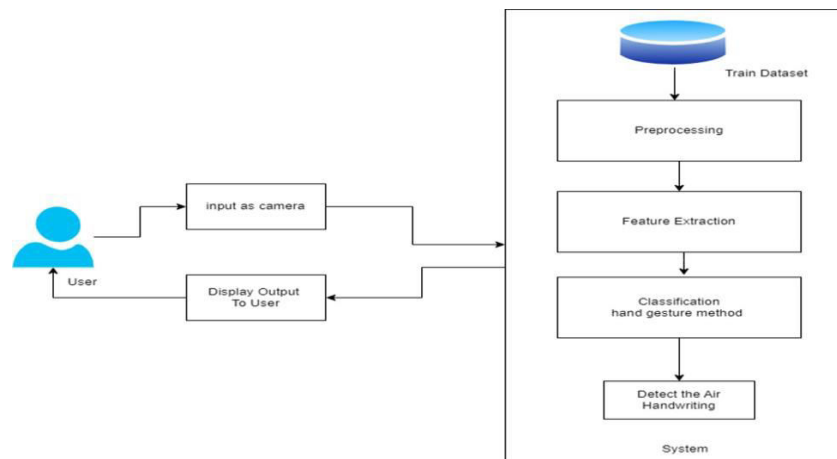 Train Dataset
Preprocessing
input as camera
Feature Extraction
User
Display Output
To User
Classification
hand gesture method
Detect the Air
Handwriting
System